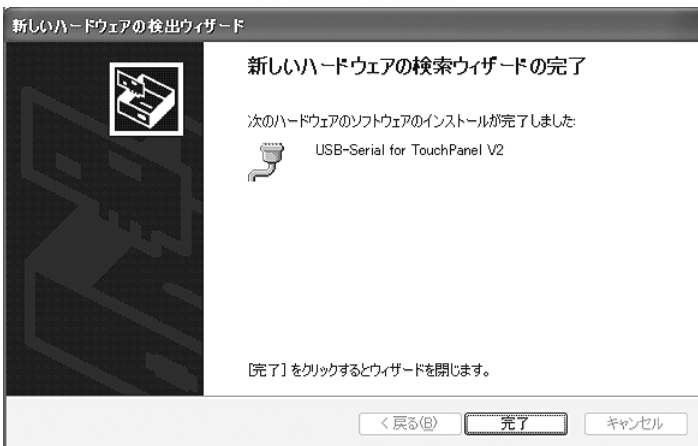 新しいハードウェアの検出ウィザード
新しいハードウェアの検索ウィザードの完了
次のハードウェアのソフトウェアのインストールが完了しました:
USB-Serial for TouchPanel V2
[完了] をクリックするとウィザードを閉じます。
< 戻る(B)
完了
キャンセル